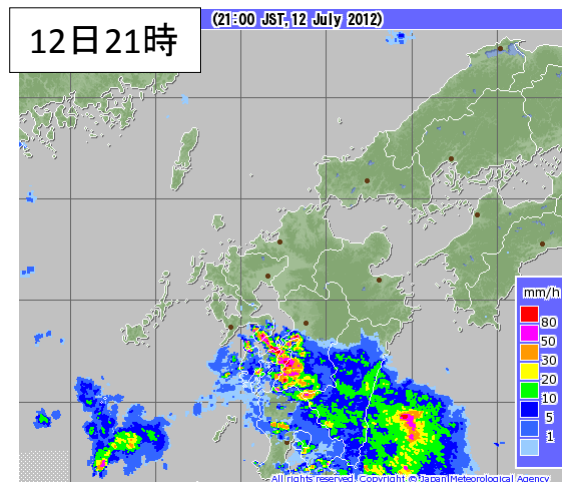 12日21時
(21:00 JST, 12 July 2012)
mm/h
80
50
30
20
10
5
1
All rights reserved. Copyright © Japan Meteorological Agency